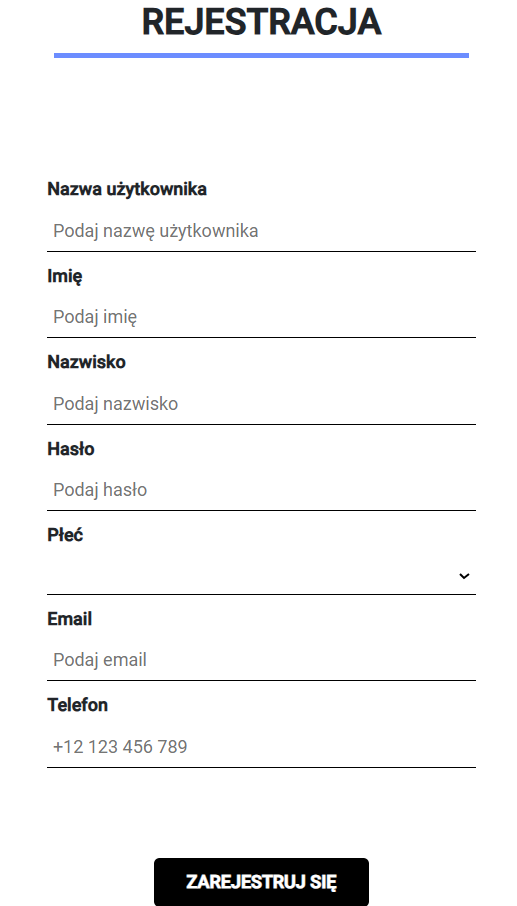 REJESTRACJA
Nazwa użytkownika
Podaj nazwę użytkownika
Imię
Podaj imię
Nazwisko
Podaj nazwisko
Hasło
Podaj hasło
Płeć
Email
Podaj email
Telefon
+12 123 456 789
ZAREJESTRUJ SIĘ